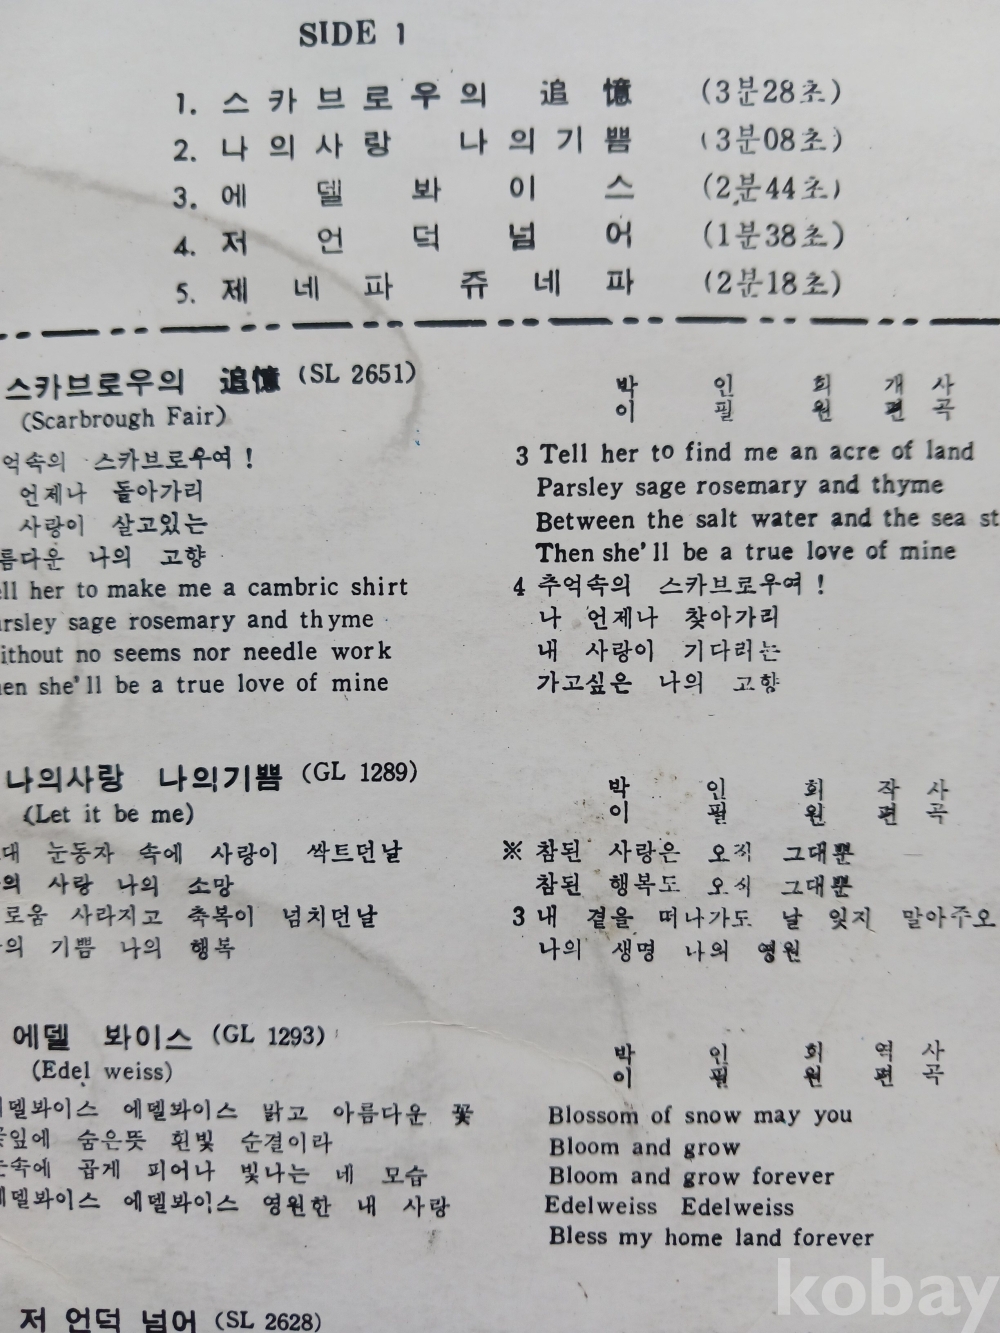 SIDE 1
1. 스카브로우의 追憶 (3분28초)
2. 나의사랑 나의기쁨 (3분08초)
3. 에델봐이스 (2분44초)
4. 저언덕넘어 (1분38초)
5. 제네파쥬네파 (2분18초)
스카브로우의 追憶 (SL 2651)
(Scarbrough Fair)
박인희 개사
이필원 편곡
억속의 스카브로우여 !
언제나 돌아가리
사랑이 살고있는
름다운 나의 고향
ell her to make me a cambric shirt
arsley sage rosemary and thyme
ithout no seems nor needle work
hen she'll be a true love of mine
3 Tell her to find me an acre of land
Parsley sage rosemary and thyme
Between the salt water and the sea st
Then she'll be a true love of mine
4 추억속의 스카브로우여 !
나 언제나 찾아가리
내 사랑이 기다리는
가고싶은 나의 고향
나의사랑 나의기쁨 (GL 1289)
(Let it be me)
박인희 작사
이필원 편곡
대 눈동자 속에 사랑이 싹트던날
의 사랑 나의 소망
로움 사라지고 축복이 넘치던날
의 기쁨 나의 행복
※ 참된 사랑은 오직 그대뿐
참된 행복도 오직 그대뿐
3 내 곁을 떠나가도 날 잊지 말아주오
나의 생명 나의 영원
에델 봐이스 (GL 1293)
(Edel weiss)
박인희 역사
이필원 편곡
델봐이스 에델봐이스 밝고 아름다운 꽃
잎에 숨은뜻 흰빛 순결이라
속에 곱게 피어나 빛나는 네 모습
에델봐이스 에델봐이스 영원한 내 사랑
Blossom of snow may you
Bloom and grow
Bloom and grow forever
Edelweiss Edelweiss
Bless my home land forever
저 언덕 넘어 (SL 2628)
kobay